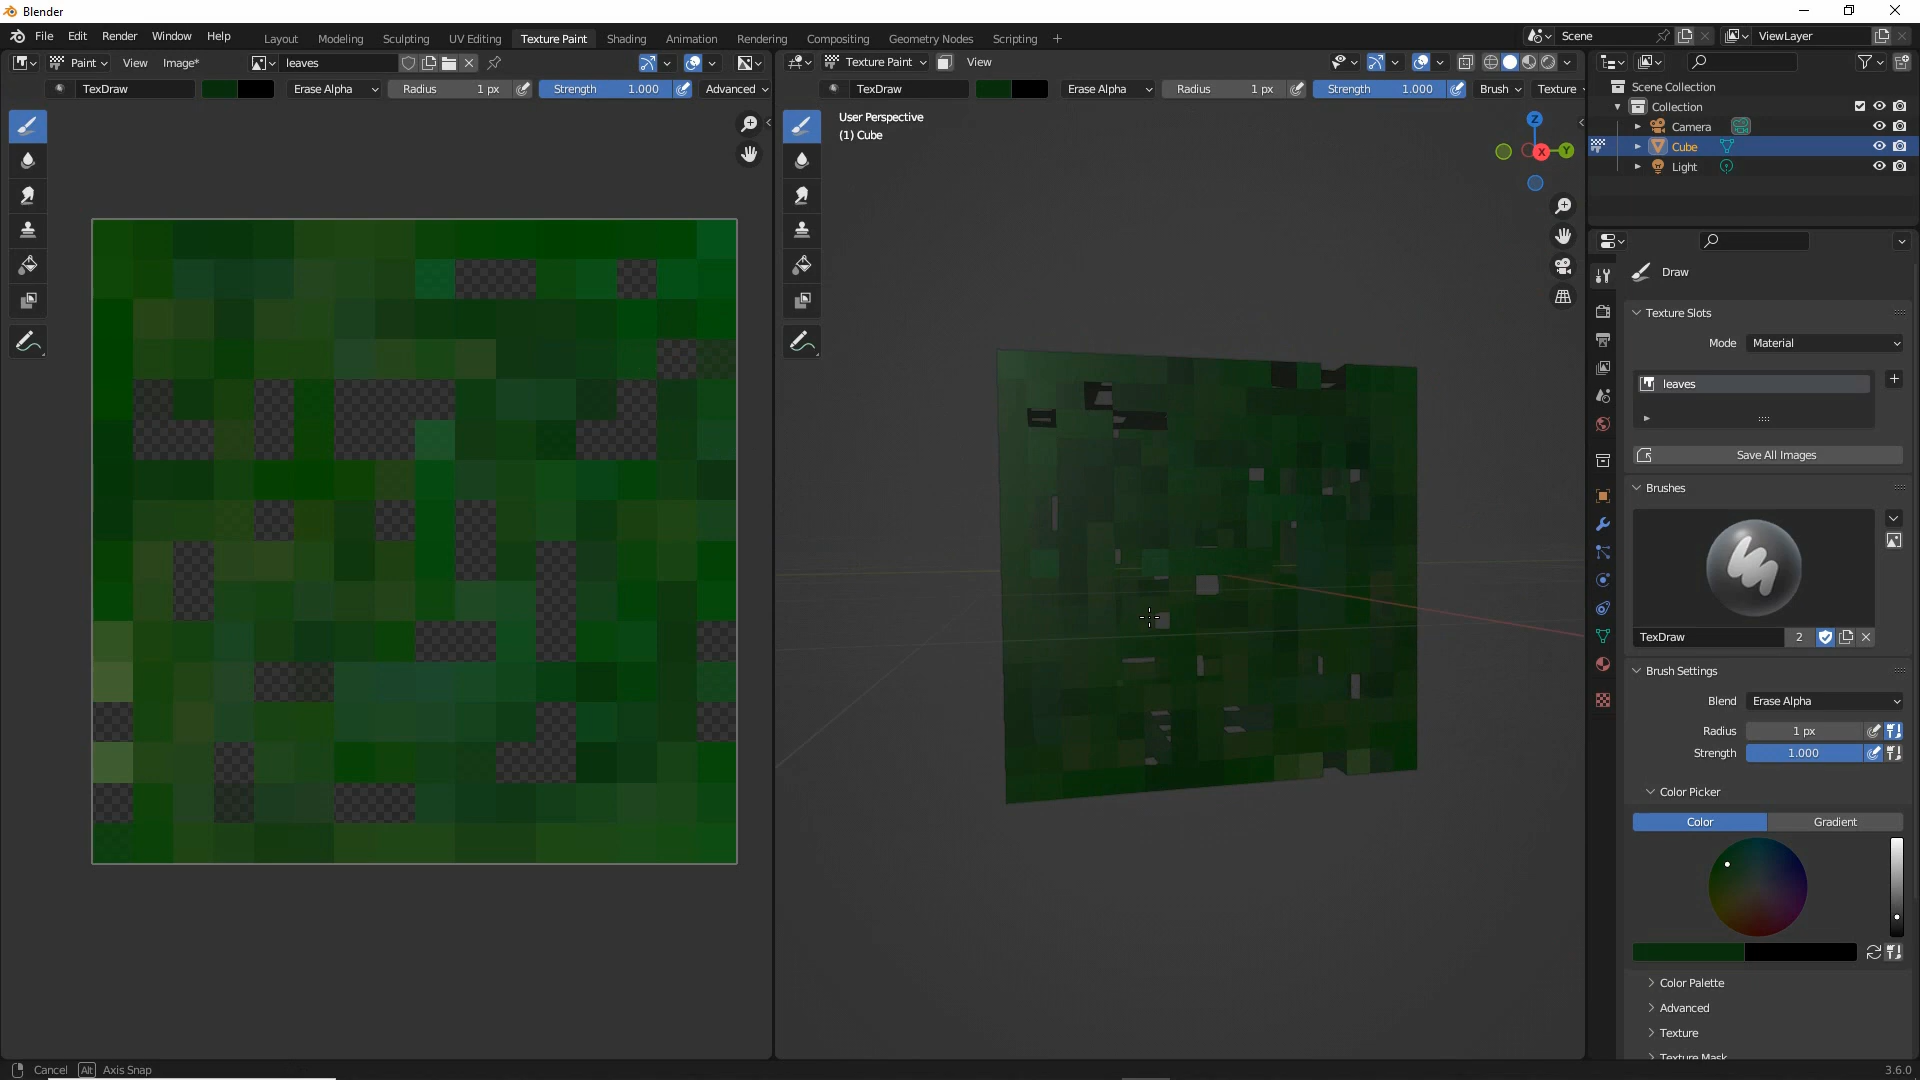 Blender
File Edit Render Window Help Layout Modeling Sculpting UV Editing Texture Paint Shading Animation Rendering Compositing Geometry Nodes Scripting + Scene ViewLayer
Paint View Image* leaves Texture Paint View
TexDraw Erase Alpha Radius 1 px Strength 1.000 Advanced TexDraw Erase Alpha Radius 1 px Strength 1.000 Brush Texture
User Perspective
(1) Cube
Z
X
Y
Scene Collection
Collection
Camera
Cube
Light
Draw
Texture Slots
Mode Material
leaves
Save All Images
Brushes
TexDraw 2
Brush Settings
Blend Erase Alpha
Radius 1 px
Strength 1.000
Color Picker
Color Gradient
Color Palette
Advanced
Texture
Texture Mask
Cancel Alt Axis Snap 3.6.0